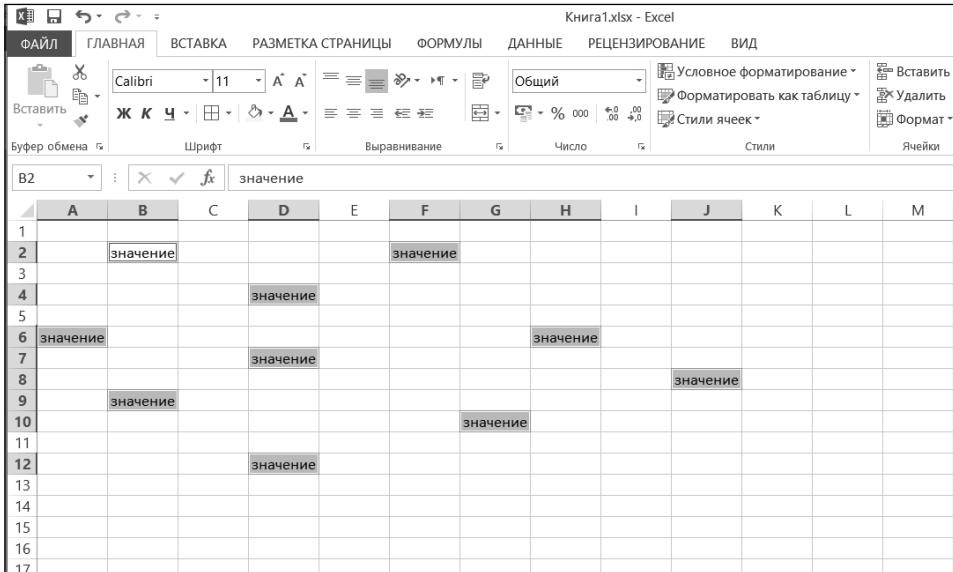 Книга1.xlsx - Excel
ФАЙЛ ГЛАВНАЯ ВСТАВКА РАЗМЕТКА СТРАНИЦЫ ФОРМУЛЫ ДАННЫЕ РЕЦЕНЗИРОВАНИЕ ВИД
Calibri 11 Общий Условное форматирование Вставить
Вставить Форматировать как таблицу Удалить
Ж К Ч % 000 Стили ячеек Формат
Буфер обмена Шрифт Выравнивание Число Стили Ячейки
B2 fx значение
A B C D E F G H I J K L M
1
2 значение значение
3
4 значение
5
6 значение значение
7 значение
8 значение
9 значение
10 значение
11
12 значение
13
14
15
16
17